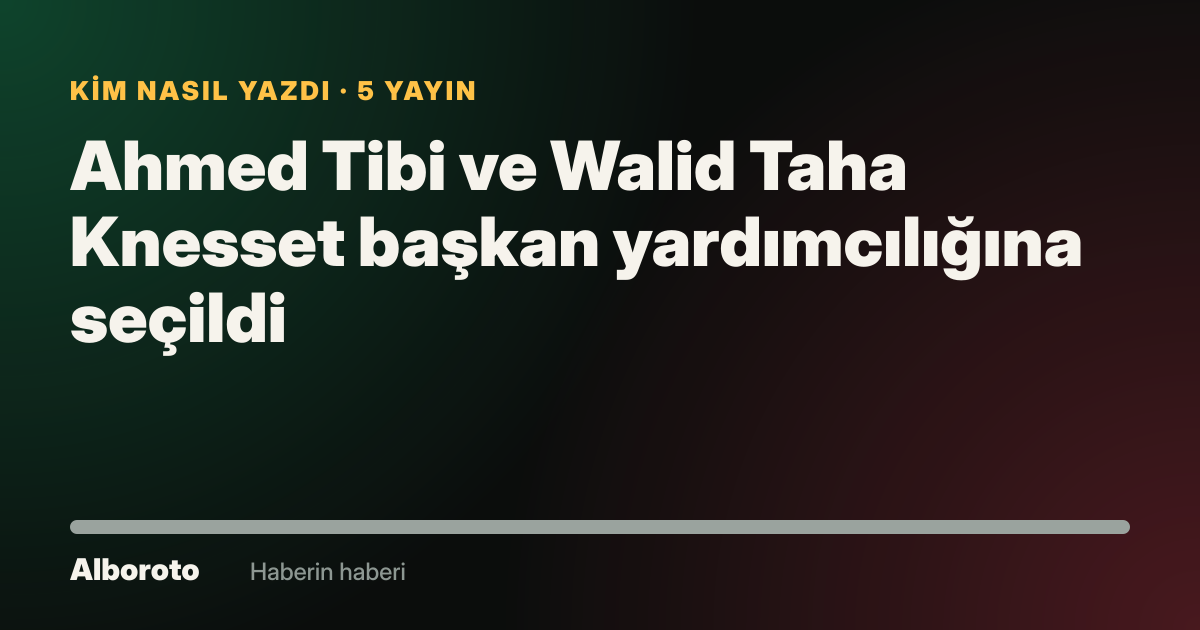 KİM NASIL YAZDI · 5 YAYIN
Ahmed Tibi ve Walid Taha
Knesset başkan yardımcılığına
seçildi
Alboroto
Haberin haberi